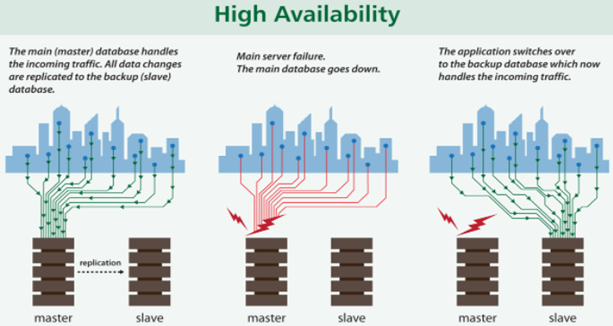 High Availability
The main (master) database handles
the incoming traffic. All data changes
are replicated to the backup (slave)
database.
Main server failure.
The main database goes down.
The application switches over
to the backup database which now
handles the incoming traffic.
replication
master
slave
master
slave
master
slave